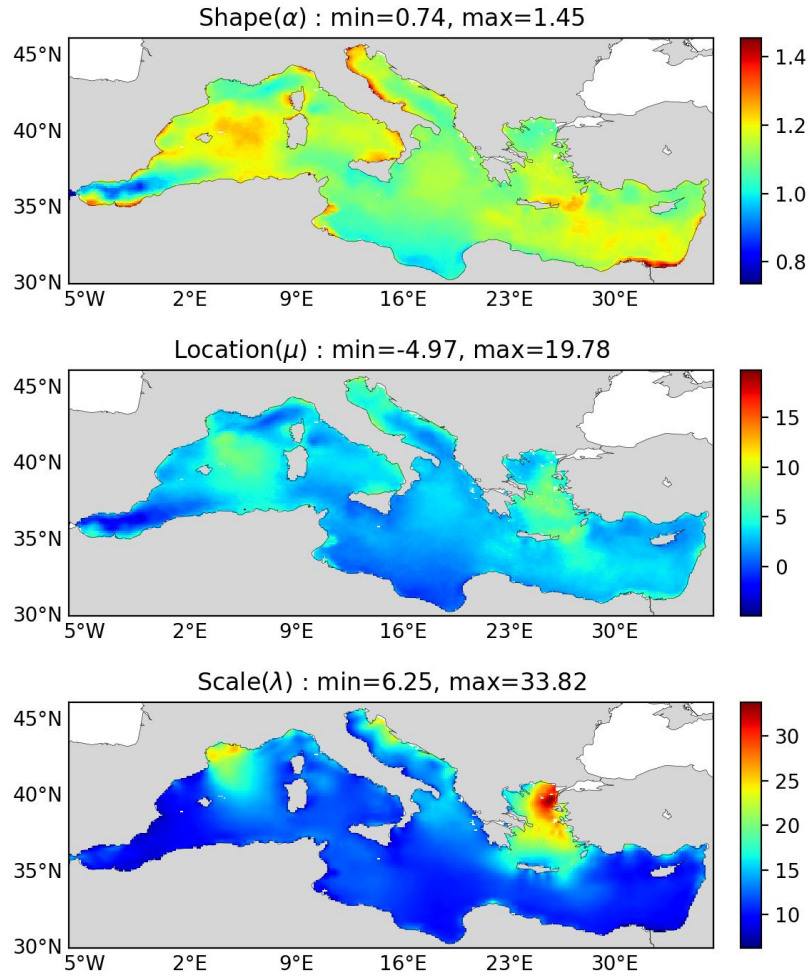 Shape(α) : min=0.74, max=1.45
45°N
40°N
35°N
30°N
5°W 2°E 9°E 16°E 23°E 30°E
1.4
1.2
1.0
0.8
Location(μ) : min=-4.97, max=19.78
45°N
40°N
35°N
30°N
5°W 2°E 9°E 16°E 23°E 30°E
15
10
5
0
Scale(λ) : min=6.25, max=33.82
45°N
40°N
35°N
30°N
5°W 2°E 9°E 16°E 23°E 30°E
30
25
20
15
10